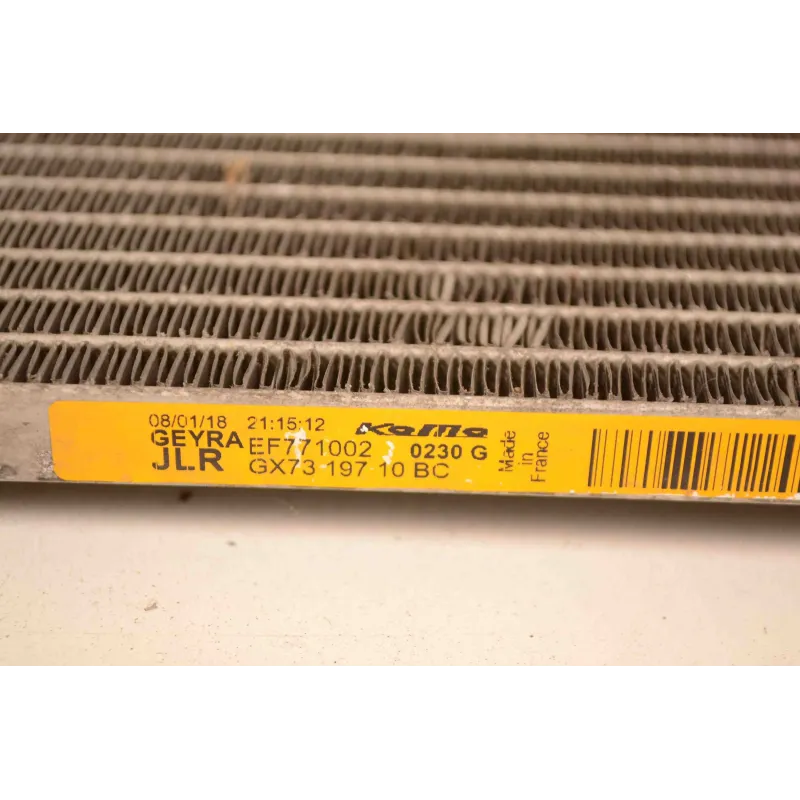 08/01/18 21:15:12
GEYRA EF771002 0230 G
JLR GX73 197 10 BC
Made
in
France